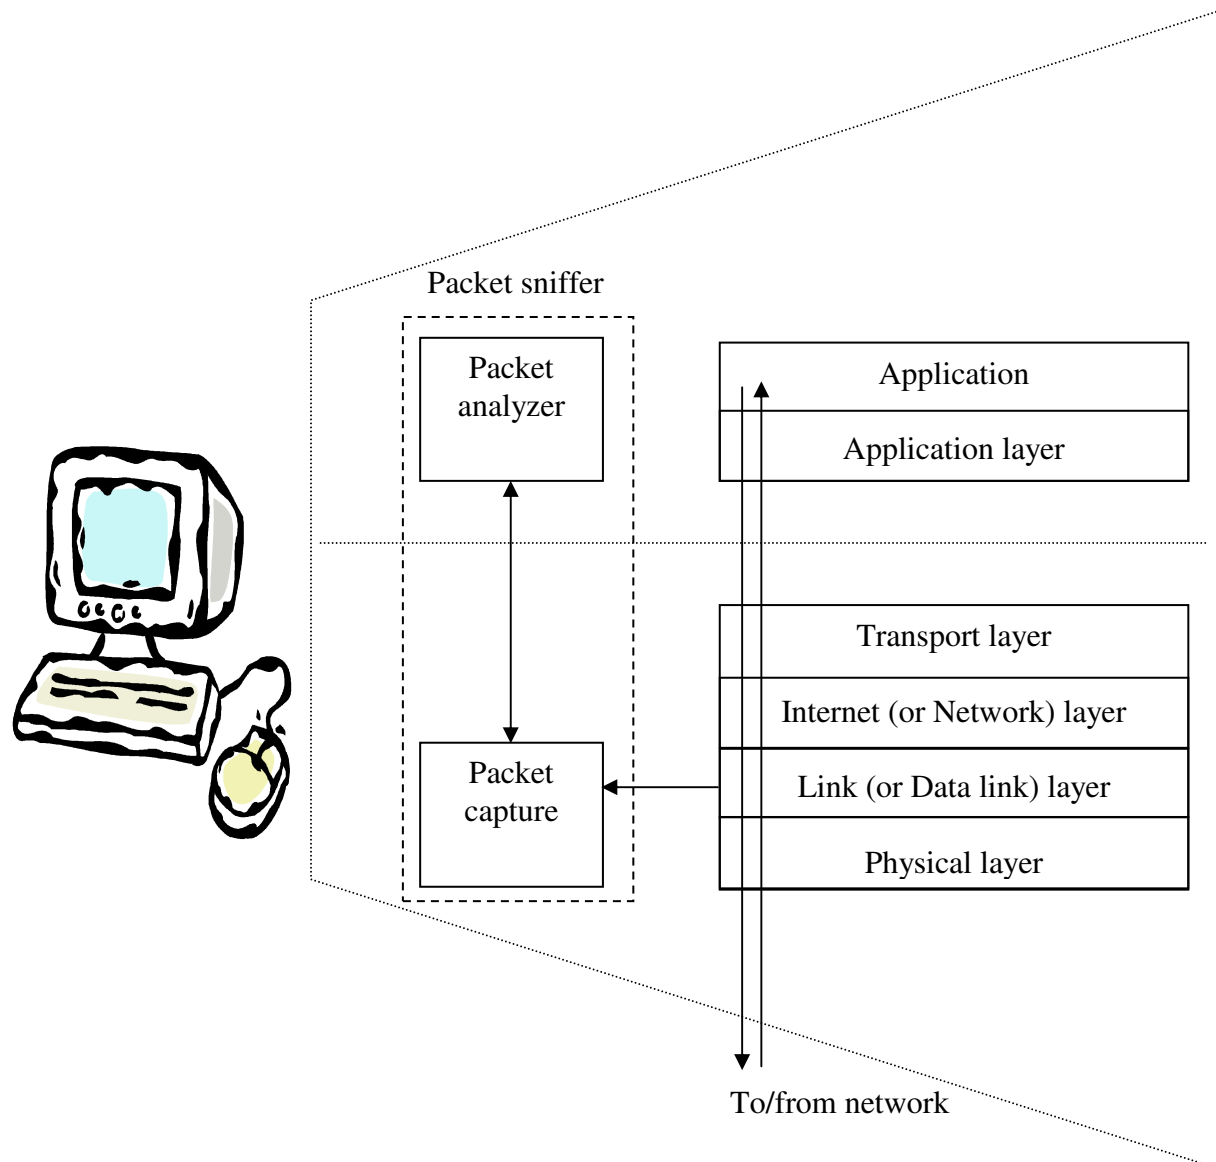 Packet sniffer
Packet
analyzer
Application
Application layer
Transport layer
Internet (or Network) layer
Packet
capture
Link (or Data link) layer
Physical layer
To/from network